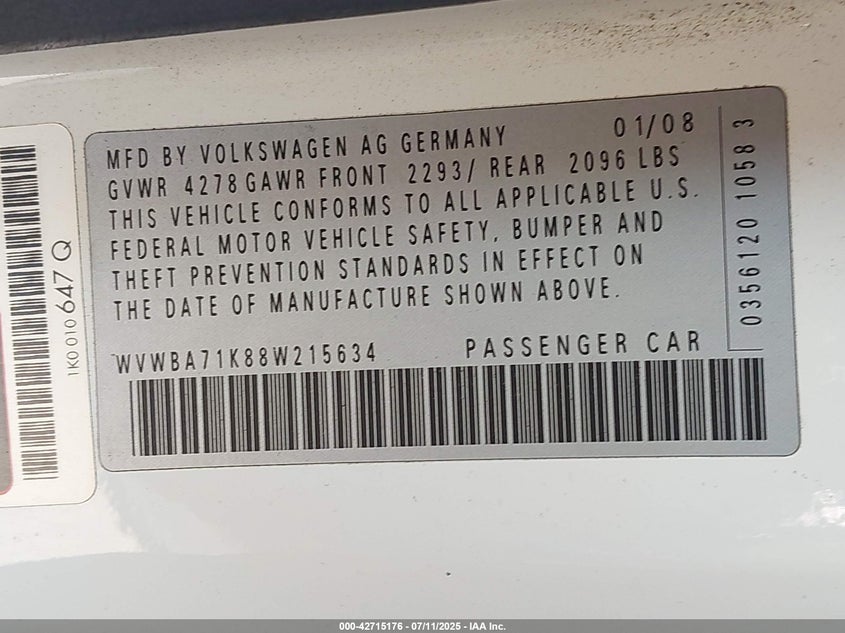 MFD BY VOLKSWAGEN AG GERMANY 01/08
GVWR 4278 GAWR FRONT 2293/ REAR 2096 LBS
THIS VEHICLE CONFORMS TO ALL APPLICABLE U.S.
FEDERAL MOTOR VEHICLE SAFETY, BUMPER AND
THEFT PREVENTION STANDARDS IN EFFECT ON
THE DATE OF MANUFACTURE SHOWN ABOVE.
WVWBA71K88W215634 PASSENGER CAR
0356120 1058 3
1K0 010 647 Q
000-42715176 - 07/11/2025 - IAA Inc.